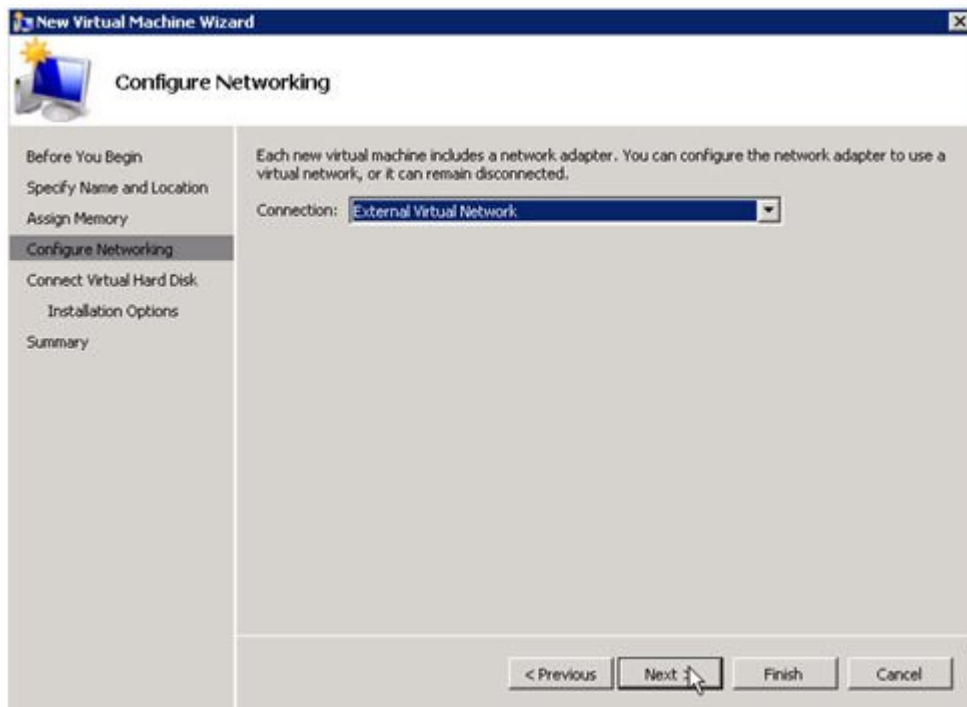 New Virtual Machine Wizard
Configure Networking
Before You Begin
Specify Name and Location
Assign Memory
Configure Networking
Connect Virtual Hard Disk
Installation Options
Summary
Each new virtual machine includes a network adapter. You can configure the network adapter to use a
virtual network, or it can remain disconnected.
Connection: External Virtual Network
< Previous Next > Finish Cancel